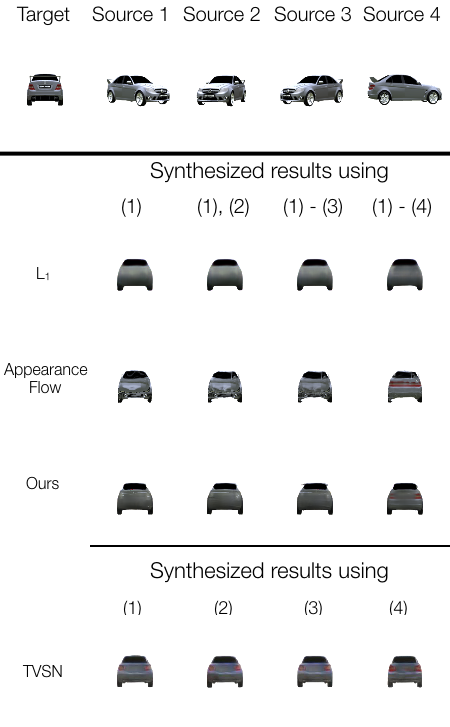 Target Source 1 Source 2 Source 3 Source 4
Synthesized results using
(1) (1), (2) (1) - (3) (1) - (4)
L₁
Appearance
Flow
Ours
Synthesized results using
(1) (2) (3) (4)
TVSN